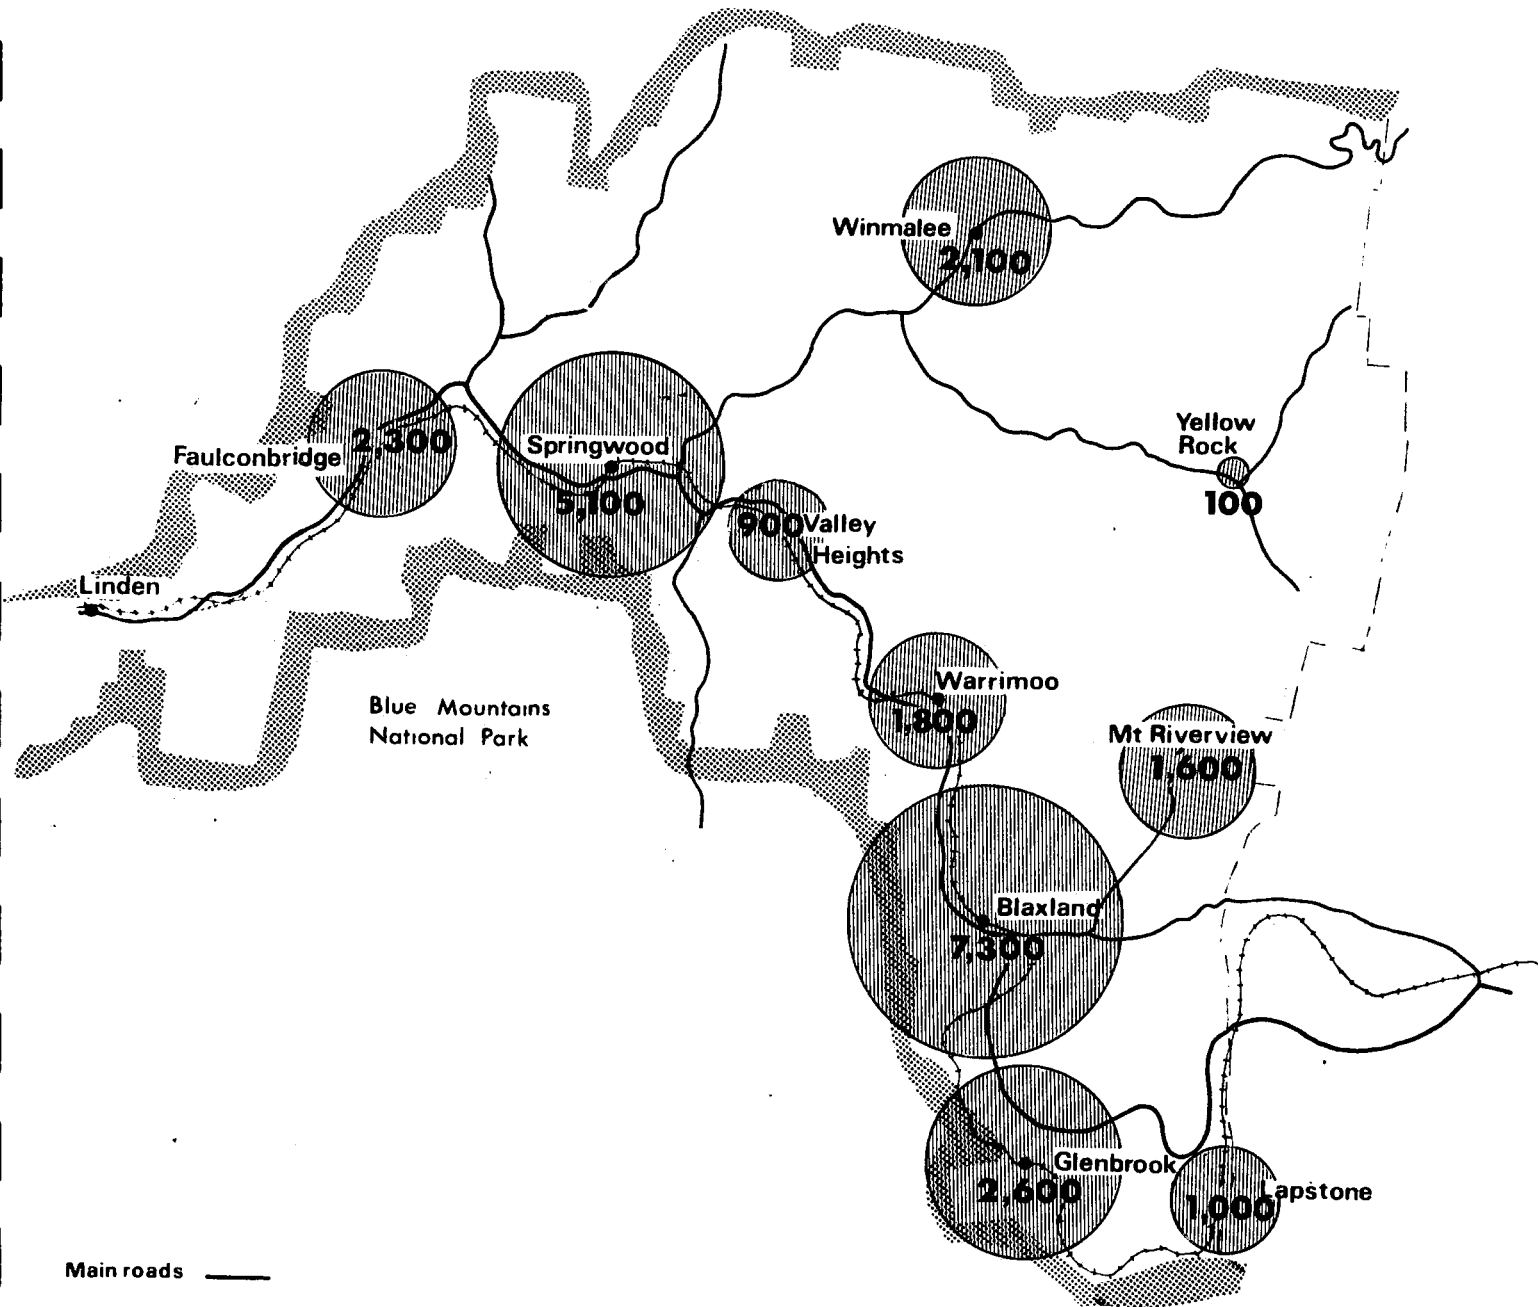 Winmalee
2,100
Faulconbridge
2,300
Springwood
5,100
Yellow
Rock
100
900
Valley
Heights
Linden
Blue Mountains
National Park
Warrimoo
1,800
Mt Riverview
1,600
Blaxland
7,300
Glenbrook
2,600
Lapstone
1,000
Main roads